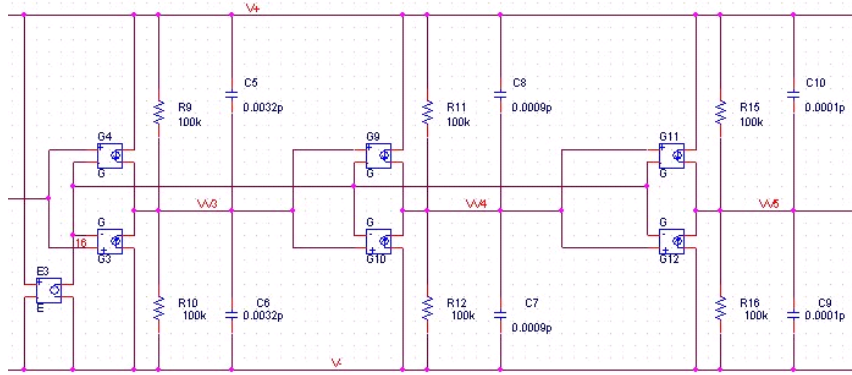 V+
C5
0.0032p
C8
0.0009p
C10
0.0001p
R9
100k
R11
100k
R15
100k
G4
G
G9
G
G11
G
VV3
VV4
VV5
16
G
G3
G
G10
G
G12
E3
E
R10
100k
C6
0.0032p
R12
100k
C7
0.0009p
R16
100k
C9
0.0001p
V-